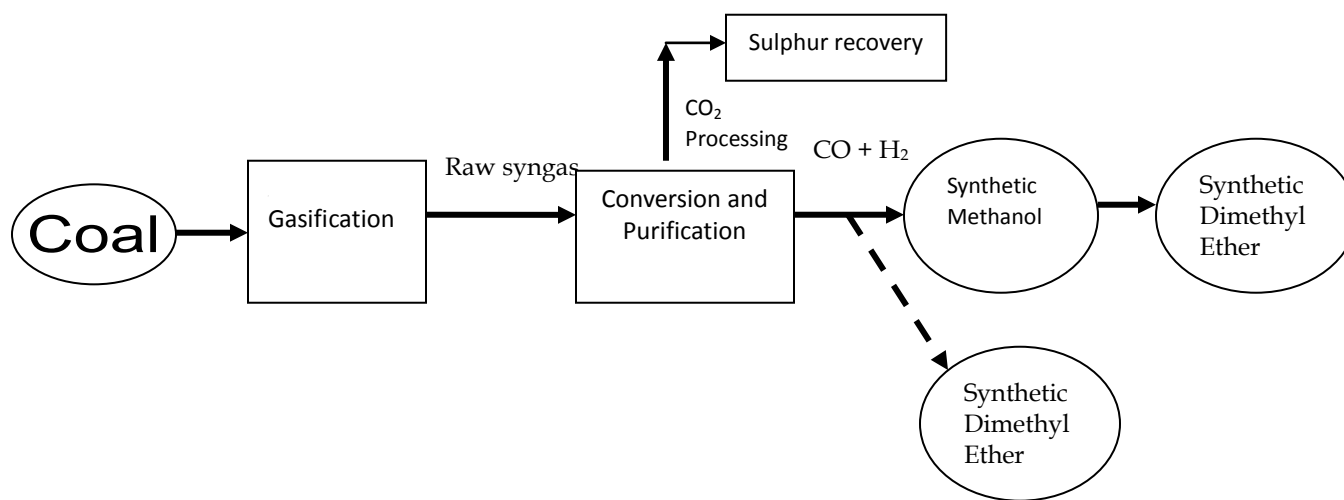 Sulphur recovery
CO₂
Processing
CO + H₂
Raw syngas
Coal
Gasification
Conversion and
Purification
Synthetic
Methanol
Synthetic
Dimethyl
Ether
Synthetic
Dimethyl
Ether